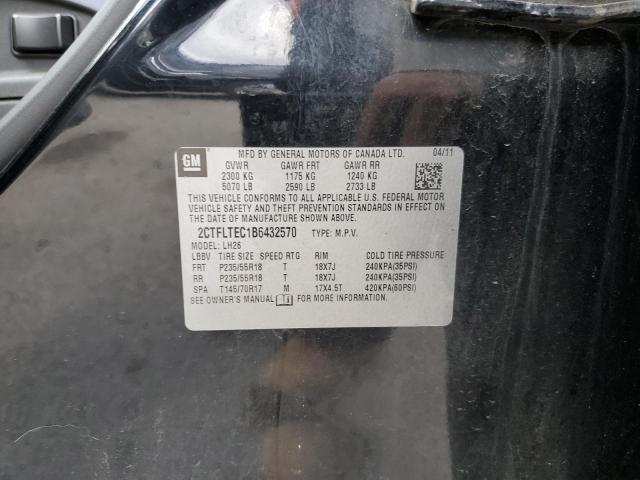 GM
MFD BY GENERAL MOTORS OF CANADA LTD. 04/11
GVWR GAWR FRT GAWR RR
2300 KG 1175 KG 1240 KG
5070 LB 2590 LB 2733 LB
THIS VEHICLE CONFORMS TO ALL APPLICABLE U.S. FEDERAL MOTOR
VEHICLE SAFETY AND THEFT PREVENTION STANDARDS IN EFFECT ON THE
DATE OF MANUFACTURE SHOWN ABOVE.
2CTFLTEC1B6432570 TYPE: M.P.V.
MODEL: LH26
LBBV TIRE SIZE SPEED RTG RIM COLD TIRE PRESSURE
FRT P235/55R18 T 18X7J 240KPA(35PSI)
RR P235/55R18 T 18X7J 240KPA(35PSI)
SPA T145/70R17 M 17X4.5T 420KPA(60PSI)
SEE OWNER'S MANUAL FOR MORE INFORMATION.